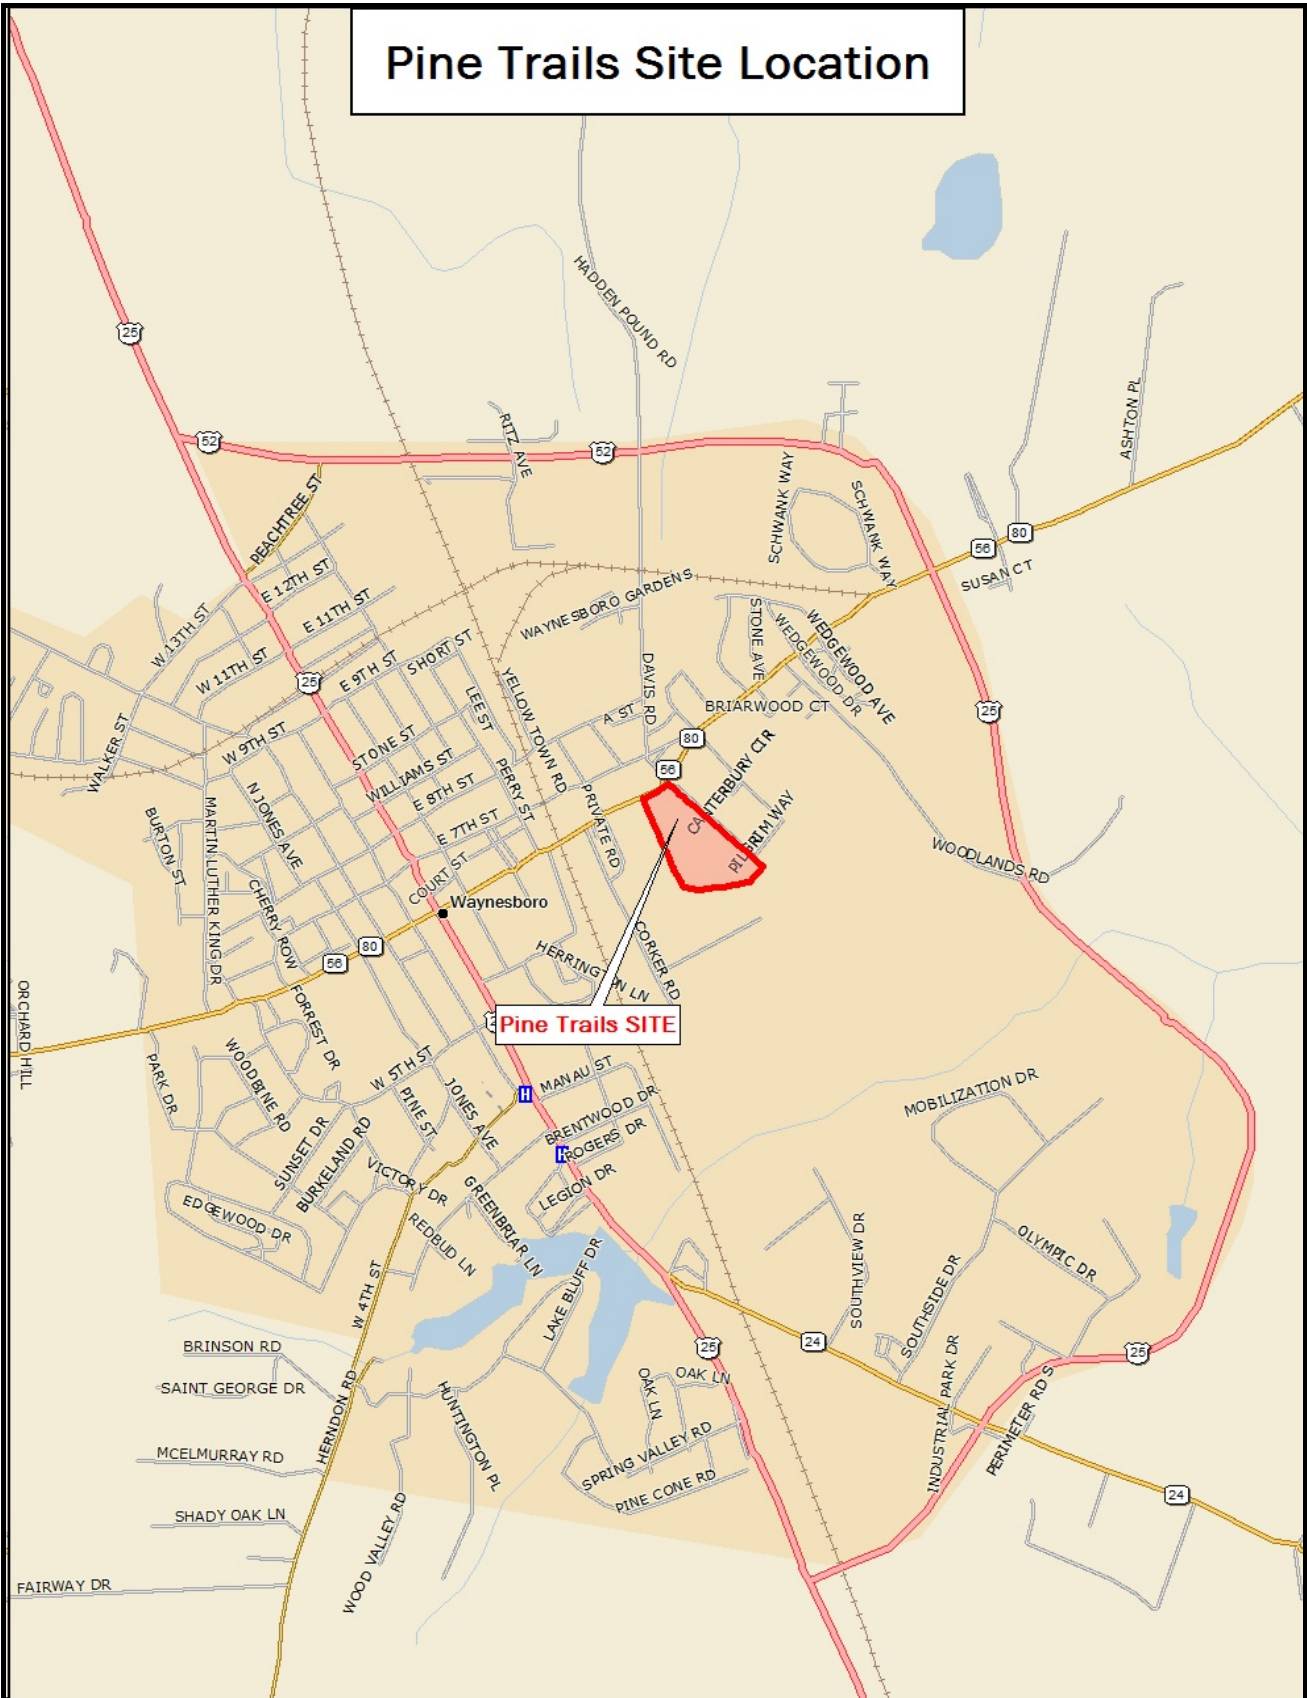 Pine Trails Site Location
HADDEN POUND RD
25
ASHTON PL
52
52
RITZ AVE
PEACHTREE ST
SCHWANK WAY
SCHWANK WAY
80
56
SUSAN CT
E 12TH ST
WAYNESBORO GARDENS
E 11TH ST
W 13TH ST
STONE AVE
WEDGEWOOD AVE
WEDGEWOOD DR
SHORT ST
E 9TH ST
W 11TH ST
25
LEE ST
YELLOW TOWN RD
DAVIS RD
A ST
BRIARWOOD CT
25
WALKER ST
W 9TH ST
STONE ST
80
CANTERBURY CIR
WILLIAMS ST
56
E 8TH ST
PERRY ST
N JONES AVE
PRIVATE RD
PILGRIM WAY
BURTON ST
MARTIN LUTHER KING DR
E 7TH ST
COURT ST
WOODLANDS RD
CHERRY ROW
Waynesboro
80
56
HERRINGTON LN
CORKER RD
ORCHARD HILL
FORREST DR
Pine Trails SITE
PARK DR
WOODBINE RD
W 5TH ST
H
MANAU ST
MOBILIZATION DR
PINE ST
JONES AVE
BRENTWOOD DR
SUNSET DR
BURKELAND RD
H
ROGERS DR
VICTORY DR
LEGION DR
EDGEWOOD DR
GREENBRIAR LN
REDBUD LN
SOUTHVIEW DR
OLYMPIC DR
LAKE BLUFF DR
SOUTHSIDE DR
W 4TH ST
BRINSON RD
25
24
25
SAINT GEORGE DR
OAK LN
OAK LN
INDUSTRIAL PARK DR
PERIMETER RD S
HERNDON RD
HUNTINGTON PL
MCELMURRAY RD
SPRING VALLEY RD
PINE CONE RD
24
SHADY OAK LN
WOOD VALLEY RD
FAIRWAY DR